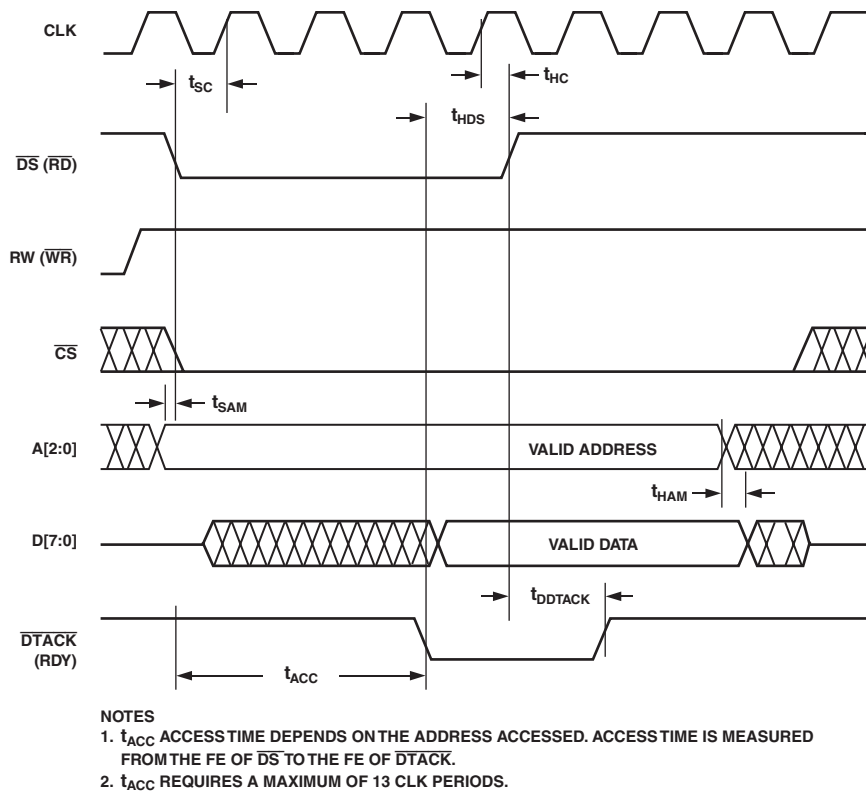 CLK
tSC
tHC
tHDS
DS (RD)
RW (WR)
CS
tSAM
A[2:0]
VALID ADDRESS
tHAM
D[7:0]
VALID DATA
tDDTACK
DTACK
(RDY)
tACC
NOTES
1. tACC ACCESS TIME DEPENDS ON THE ADDRESS ACCESSED. ACCESS TIME IS MEASURED
FROM THE FE OF DS TO THE FE OF DTACK.
2. tACC REQUIRES A MAXIMUM OF 13 CLK PERIODS.